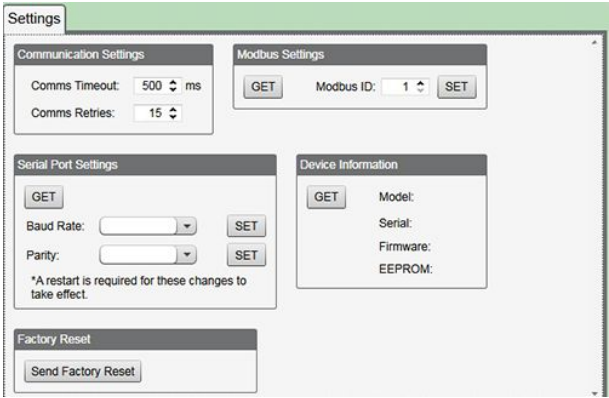 Settings
Communication Settings
Comms Timeout: 500 ms
Comms Retries: 15
Modbus Settings
GET Modbus ID: 1 SET
Serial Port Settings
GET
Baud Rate: SET
Parity: SET
*A restart is required for these changes to
take effect.
Device Information
GET Model:
Serial:
Firmware:
EEPROM:
Factory Reset
Send Factory Reset